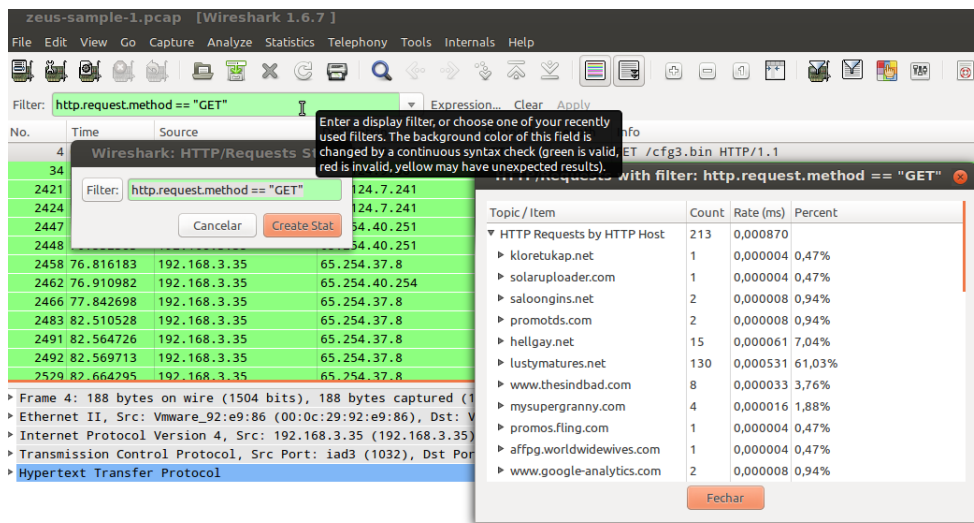 zeus-sample-1.pcap [Wireshark 1.6.7 ]
File Edit View Go Capture Analyze Statistics Telephony Tools Internals Help
Filter: http.request.method == "GET" Expression... Clear Apply
Enter a display filter, or choose one of your recently
used filters. The background color of this field is
changed by a continuous syntax check (green is valid,
red is invalid, yellow may have unexpected results).
No. Time Source nfo
4 ET /cfg3.bin HTTP/1.1
34
2421 124.7.241
2424 124.7.241
2447 54.40.251
2448 54.40.251
2458 76.816183 192.168.3.35 65.254.37.8
2462 76.910982 192.168.3.35 65.254.40.254
2466 77.842698 192.168.3.35 65.254.37.8
2483 82.510528 192.168.3.35 65.254.37.8
2491 82.564726 192.168.3.35 65.254.37.8
2492 82.569713 192.168.3.35 65.254.37.8
2529 82.664295 192.168.3.35 65.254.37.8
Wireshark: HTTP/Requests St
Filter: http.request.method == "GET"
Cancelar Create Stat
Frame 4: 188 bytes on wire (1504 bits), 188 bytes captured (1
Ethernet II, Src: Vmware_92:e9:86 (00:0c:29:92:e9:86), Dst: V
Internet Protocol Version 4, Src: 192.168.3.35 (192.168.3.35)
Transmission Control Protocol, Src Port: iad3 (1032), Dst Por
Hypertext Transfer Protocol
HTTP/Requests with filter: http.request.method == "GET"
Topic / Item Count Rate (ms) Percent
HTTP Requests by HTTP Host 213 0,000870
kloretukap.net 1 0,000004 0,47%
solaruploader.com 1 0,000004 0,47%
saloongins.net 2 0,000008 0,94%
promotds.com 2 0,000008 0,94%
hellgay.net 15 0,000061 7,04%
lustymatures.net 130 0,000531 61,03%
www.thesindbad.com 8 0,000033 3,76%
mysupergranny.com 4 0,000016 1,88%
promos.fling.com 1 0,000004 0,47%
affpg.worldwidewives.com 1 0,000004 0,47%
www.google-analytics.com 2 0,000008 0,94%
Fechar